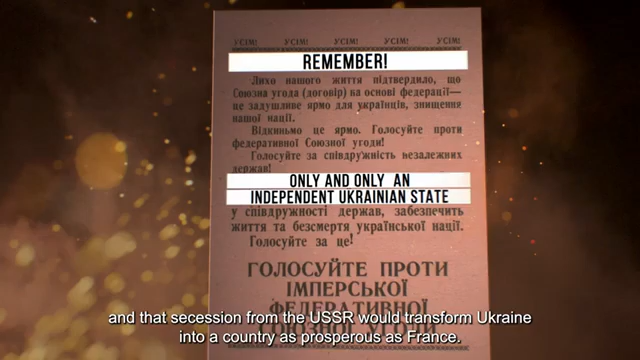 УСІМ! УСІМ! УСІМ! УСІМ! УСІМ!
REMEMBER!
Лихо нашого життя підтвердило, що
Союзна угода (договір) на основі федерації—
це задушливе ярмо для українців, знищення
нашої нації.
Відкиньмо це ярмо. Голосуйте проти
федеративної Союзної угоди!
Голосуйте за співдружність незалежних
держав!
ONLY AND ONLY AN
INDEPENDENT UKRAINIAN STATE
у співдружності держав, забезпечить
життя та безсмертя української нації.
Голосуйте за це!
ГОЛОСУЙТЕ ПРОТИ
ІМПЕРСЬКОЇ
ФЕДЕРАТИВНОЇ
and that secession from the USSR would transform Ukraine
СОЮЗНОЇ УГОДИ
into a country as prosperous as France.